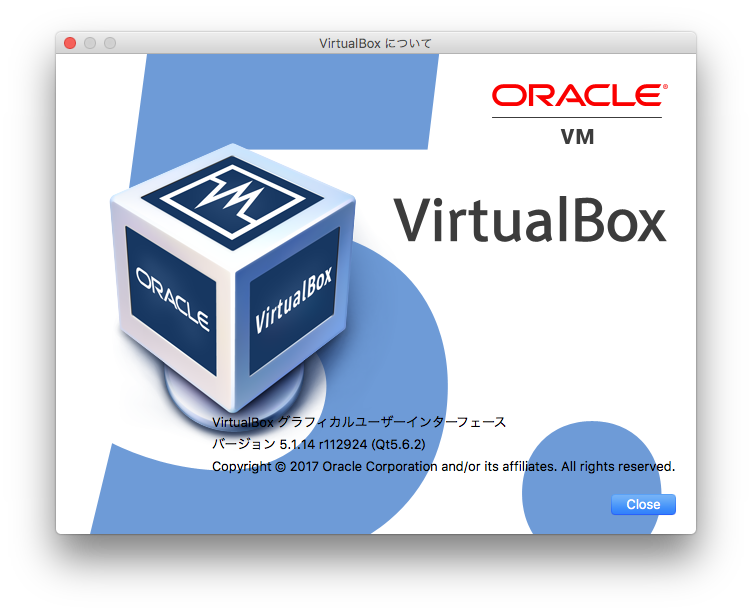 VirtualBox について
ORACLE®
VM
VirtualBox
ORACLE
VirtualBox
VirtualBox グラフィカルユーザーインターフェース
バージョン 5.1.14 r112924 (Qt5.6.2)
Copyright © 2017 Oracle Corporation and/or its affiliates. All rights reserved.
Close